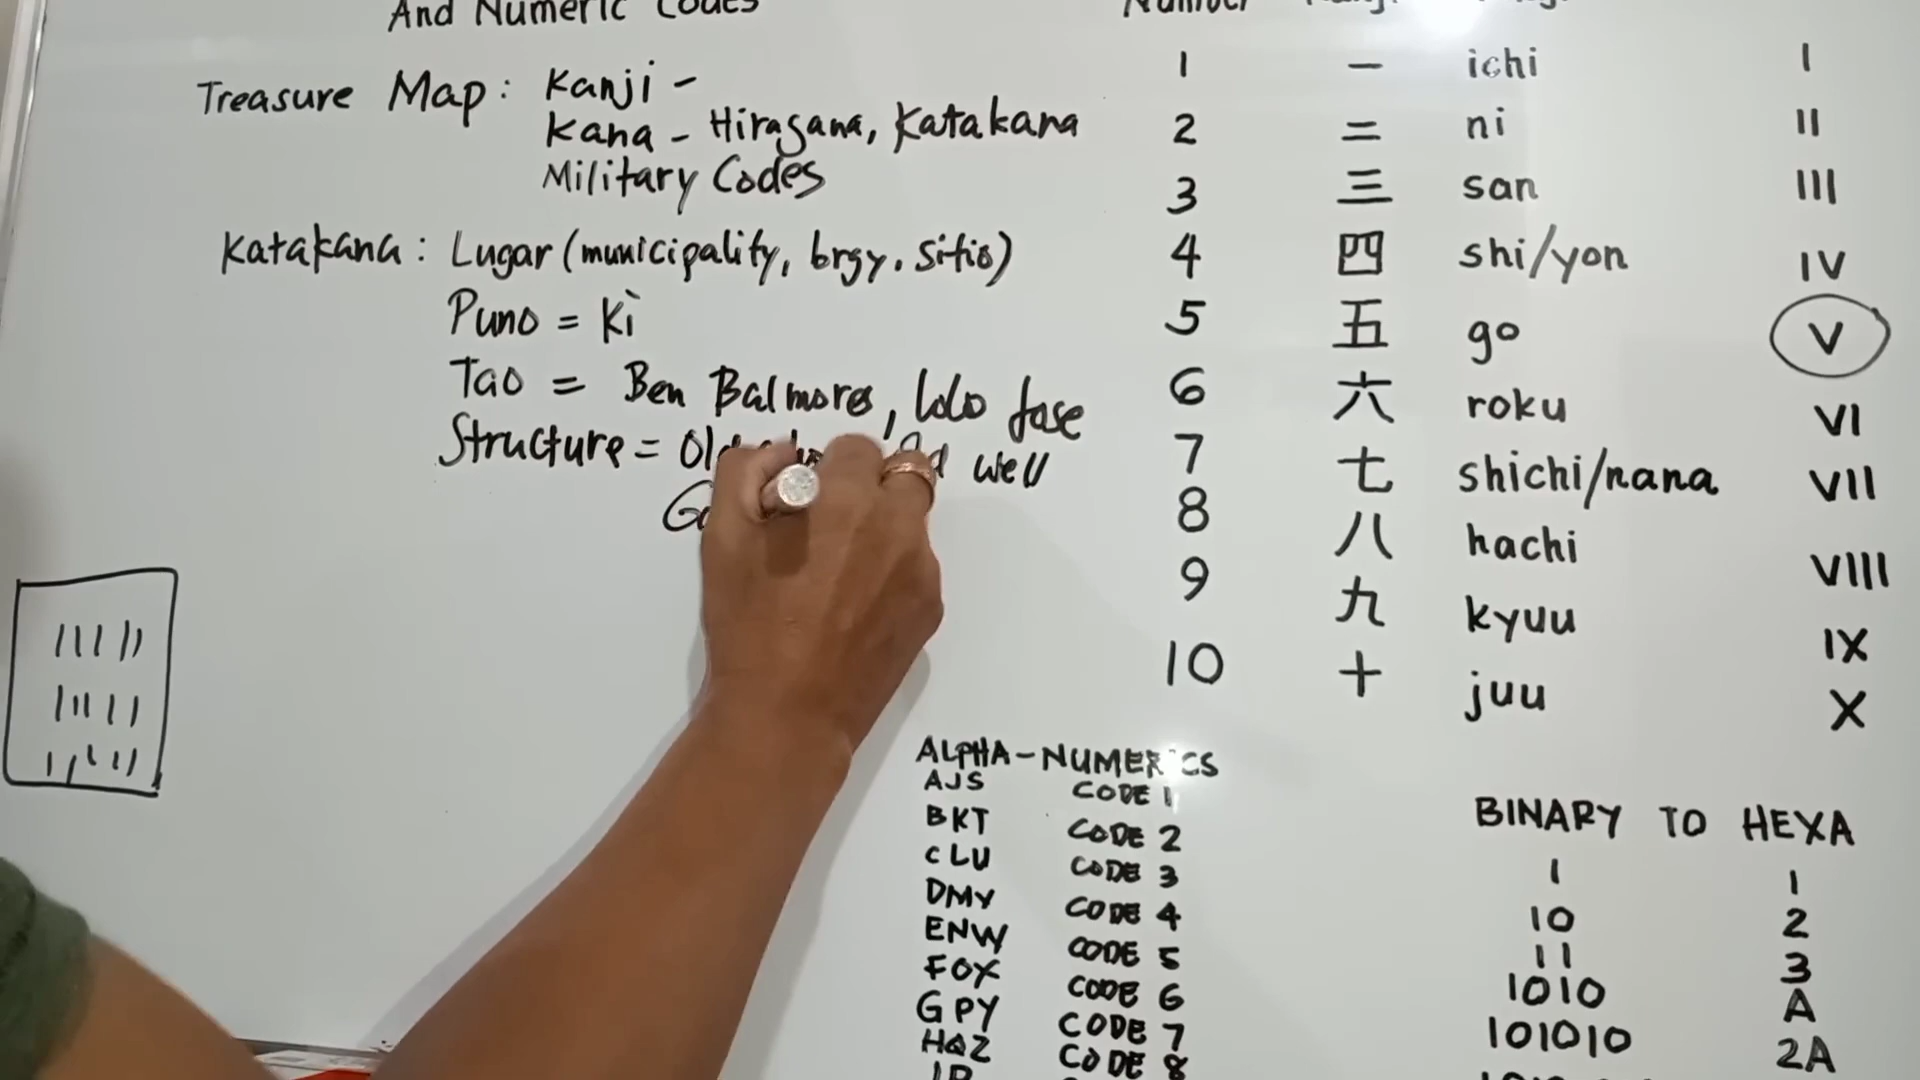 And Numeric Codes
Treasure Map: Kanji -
Kana - Hiragana, Katakana
Military Codes
Katakana: Lugar (municipality, brgy. Sitio)
Puno = Ki
Tao = Ben Balmores, lolo Jose
Structure = well
Number
1 一 ichi I
2 二 ni II
3 三 san III
4 四 shi/yon IV
5 五 go V
6 六 roku VI
7 七 shichi/nana VII
8 八 hachi VIII
9 九 kyuu IX
10 十 juu X
ALPHA-NUMERICS
AJS CODE 1
BKT CODE 2
CLU CODE 3
DMV CODE 4
ENW CODE 5
FOX CODE 6
GPY CODE 7
HQZ CODE 8
BINARY TO HEXA
1 1
10 2
11 3
1010 A
101010 2A